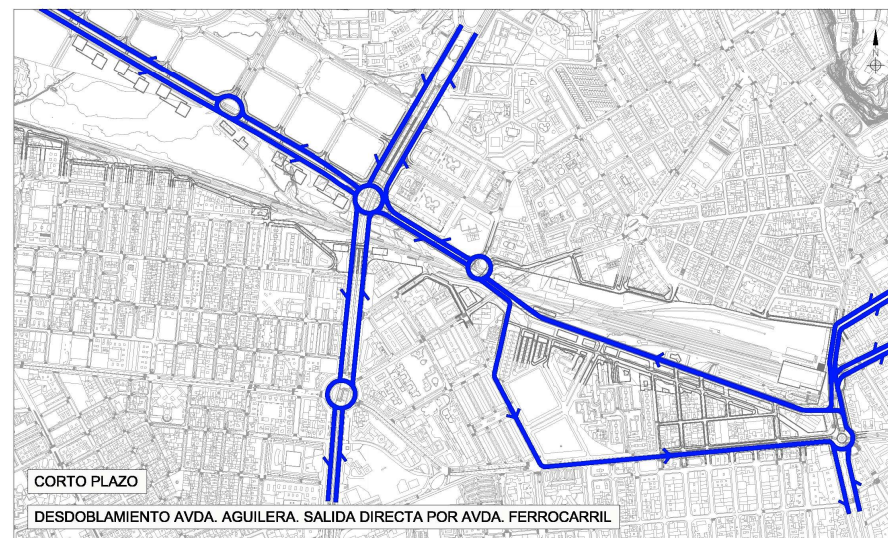 N
CORTO PLAZO
DESDOBLAMIENTO AVDA. AGUILERA. SALIDA DIRECTA POR AVDA. FERROCARRIL